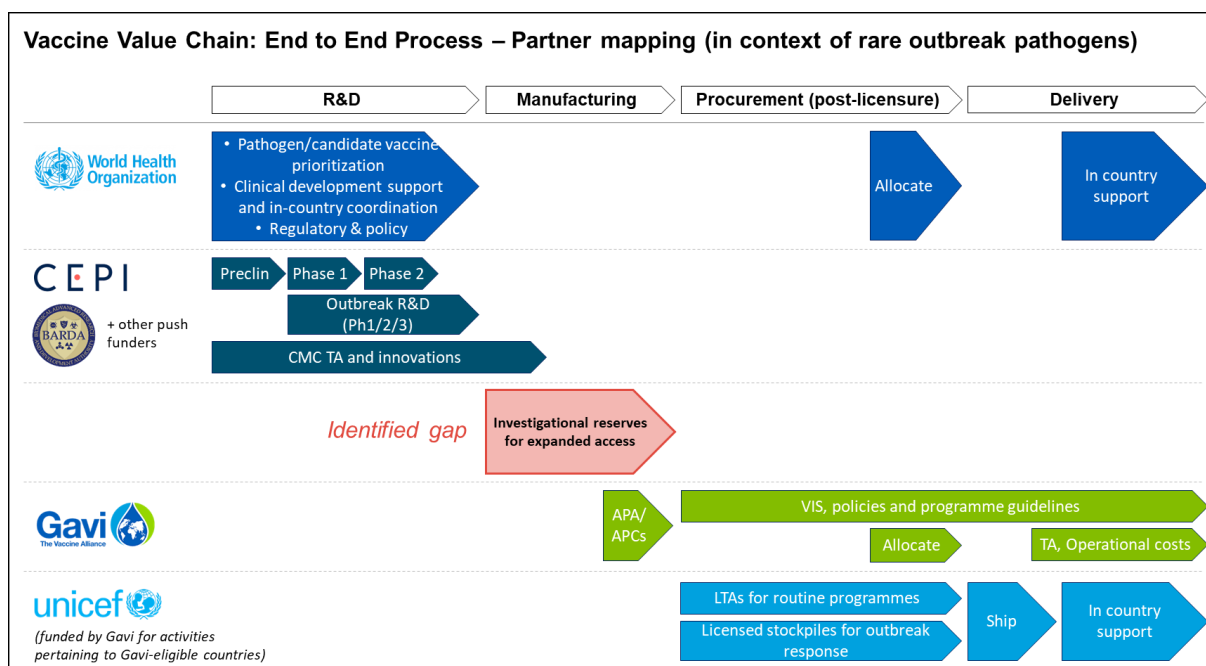 Vaccine Value Chain: End to End Process – Partner mapping (in context of rare outbreak pathogens)
R&D
Manufacturing
Procurement (post-licensure)
Delivery
World Health
Organization
• Pathogen/candidate vaccine
prioritization
• Clinical development support
and in-country coordination
• Regulatory & policy
Allocate
In country
support
CEPI
BARDA
+ other push
funders
Preclin
Phase 1
Phase 2
Outbreak R&D
(Ph1/2/3)
CMC TA and innovations
Identified gap
Investigational reserves
for expanded access
Gavi
The Vaccine Alliance
APA/
APCs
VIS, policies and programme guidelines
Allocate
TA, Operational costs
unicef
(funded by Gavi for activities
pertaining to Gavi-eligible countries)
LTAs for routine programmes
Licensed stockpiles for outbreak
response
Ship
In country
support